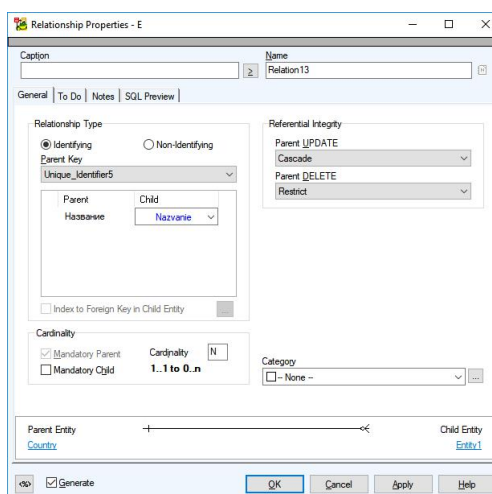 Relationship Properties - E
Caption
Name
>
Relation13
General
To Do
Notes
SQL Preview
Relationship Type
Identifying
Non-Identifying
Parent Key
Unique_Identifier5
Parent
Child
Название
Nazvanie
Index to Foreign Key in Child Entity
...
Referential Integrity
Parent UPDATE
Cascade
Parent DELETE
Restrict
Cardinality
Mandatory Parent
Cardinality
N
Mandatory Child
1..1 to 0..n
Category
-- None --
...
Parent Entity
Child Entity
Country
Entity1
Generate
OK
Cancel
Apply
Help